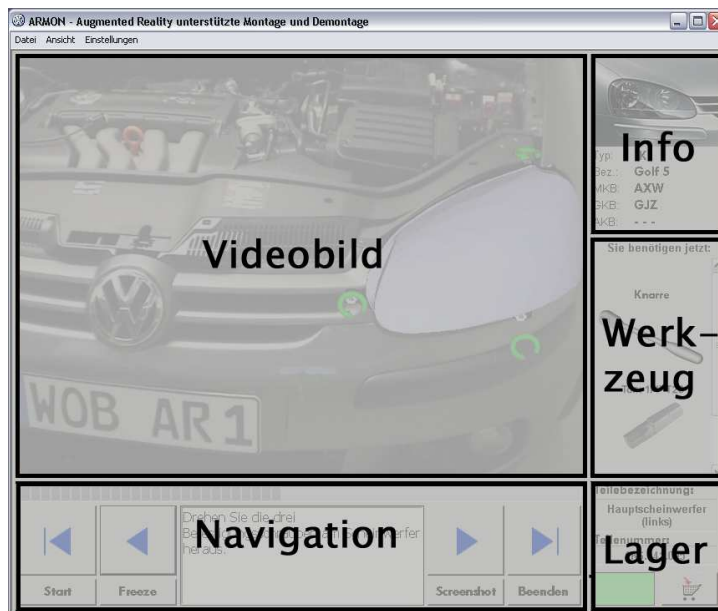 ARMON - Augmented Reality unterstützte Montage und Demontage
Datei Ansicht Einstellungen
Videobild
WOB AR 1
Info
Typ:
Bez.: Golf 5
MKB: AXW
GKB: GJZ
AKB: - - -
Sie benötigen jetzt:
Knarre
Werk-
zeug
Navigation
Drehen Sie die drei
heraus.
Start
Freeze
Screenshot
Beenden
Teilebezeichnung:
Hauptscheinwerfer
(links)
Teilenummer:
Lager